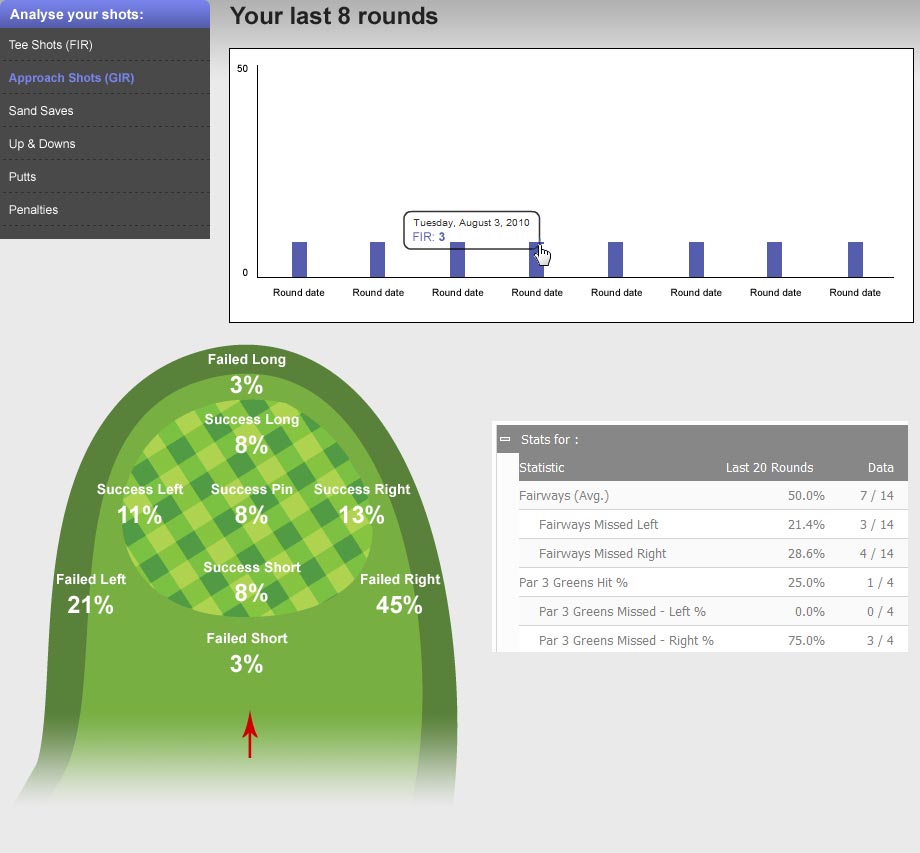 Analyse your shots:
Tee Shots (FIR)
Approach Shots (GIR)
Sand Saves
Up & Downs
Putts
Penalties
Your last 8 rounds
50
Tuesday, August 3, 2010
FIR: 3
0
Round date Round date Round date Round date Round date Round date Round date Round date
Failed Long
3%
Success Long
8%
Success Left Success Pin Success Right
11% 8% 13%
Success Short
8%
Failed Left Failed Right
21% 45%
Failed Short
3%
Stats for :
Statistic Last 20 Rounds Data
Fairways (Avg.) 50.0% 7 / 14
Fairways Missed Left 21.4% 3 / 14
Fairways Missed Right 28.6% 4 / 14
Par 3 Greens Hit % 25.0% 1 / 4
Par 3 Greens Missed - Left % 0.0% 0 / 4
Par 3 Greens Missed - Right % 75.0% 3 / 4